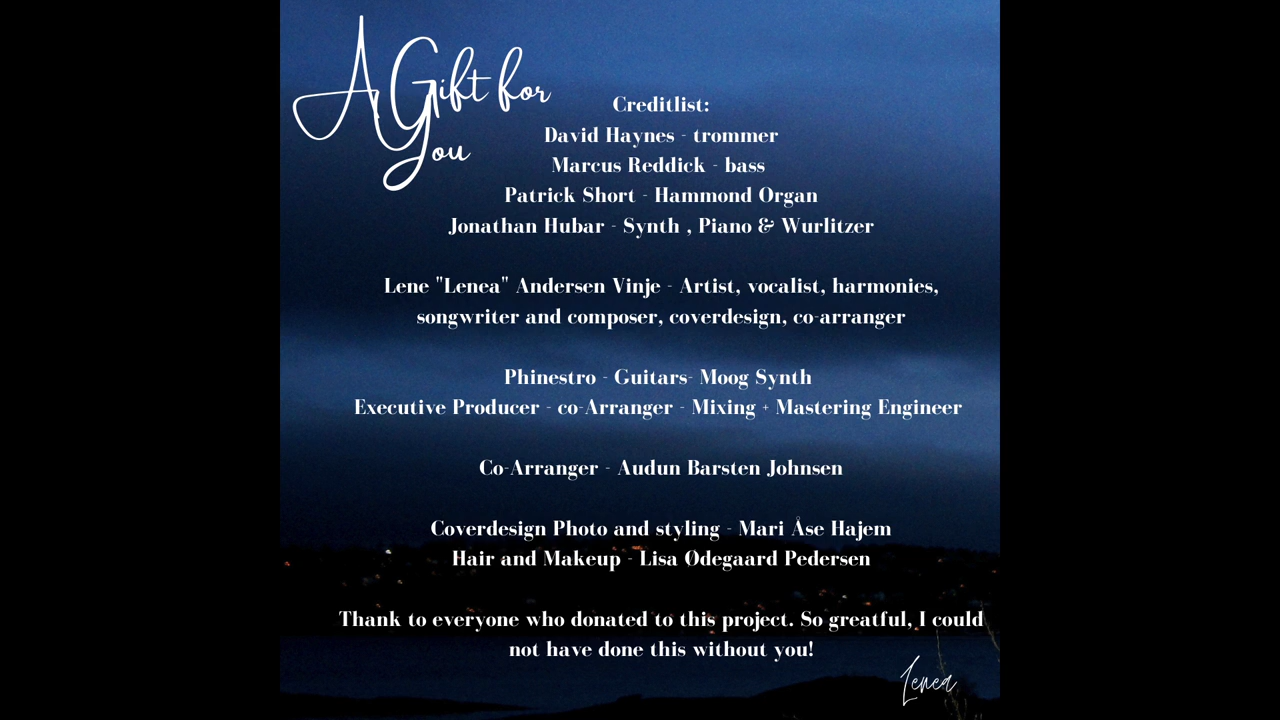 A Gift for
You
Creditlist:
David Haynes - trommer
Marcus Reddick - bass
Patrick Short - Hammond Organ
Jonathan Hubar - Synth , Piano & Wurlitzer
Lene "Lenea" Andersen Vinje - Artist, vocalist, harmonies,
songwriter and composer, coverdesign, co-arranger
Phinestro - Guitars- Moog Synth
Executive Producer - co-Arranger - Mixing + Mastering Engineer
Co-Arranger - Audun Barsten Johnsen
Coverdesign Photo and styling - Mari Åse Hajem
Hair and Makeup - Lisa Ødegaard Pedersen
Thank to everyone who donated to this project. So greatful, I could
not have done this without you!
Lenea